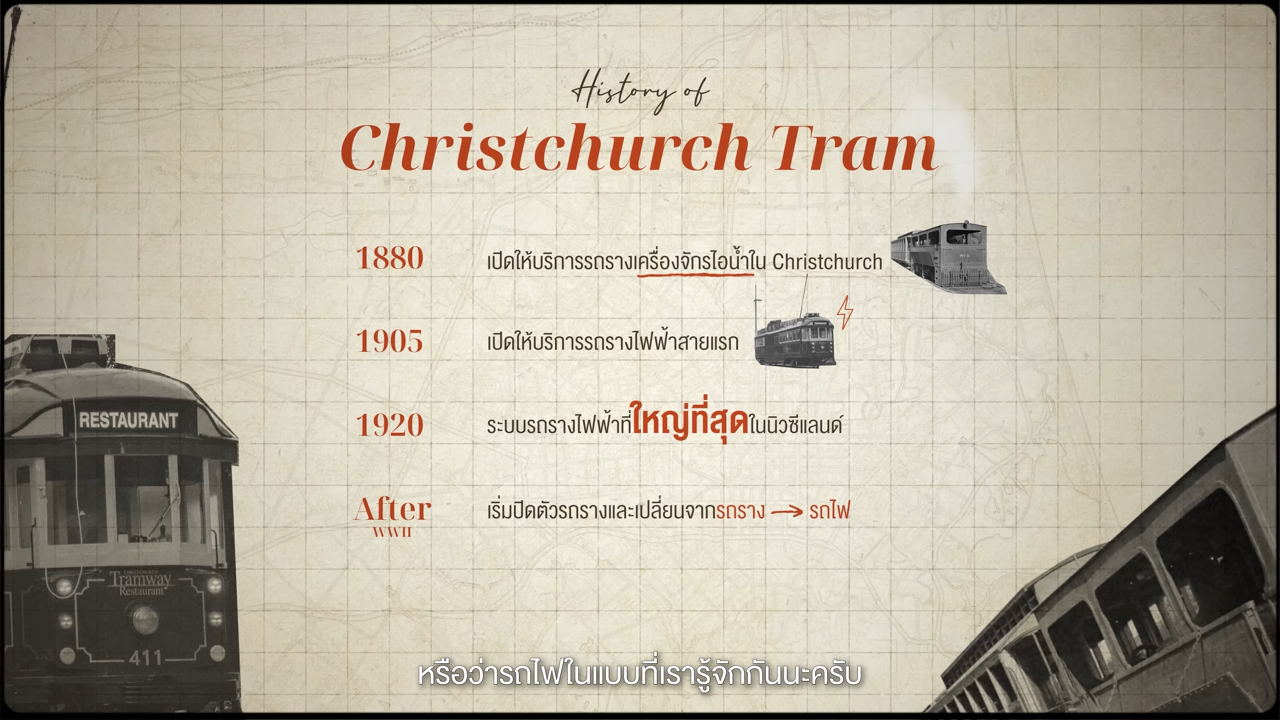 History of
Christchurch Tram
1880 เปิดให้บริการรถรางเครื่องจักรไอน้ำใน Christchurch
1905 เปิดให้บริการรถรางไฟฟ้าสายแรก
1920 ระบบรถรางไฟฟ้าที่ใหญ่ที่สุดในนิวซีแลนด์
After เริ่มปิดตัวรถรางและเปลี่ยนจากรถราง → รถไฟ
WWII
RESTAURANT
Tramway
Restaurant
411
หรือว่ารถไฟในแบบที่เรารู้จักกันนะครับ